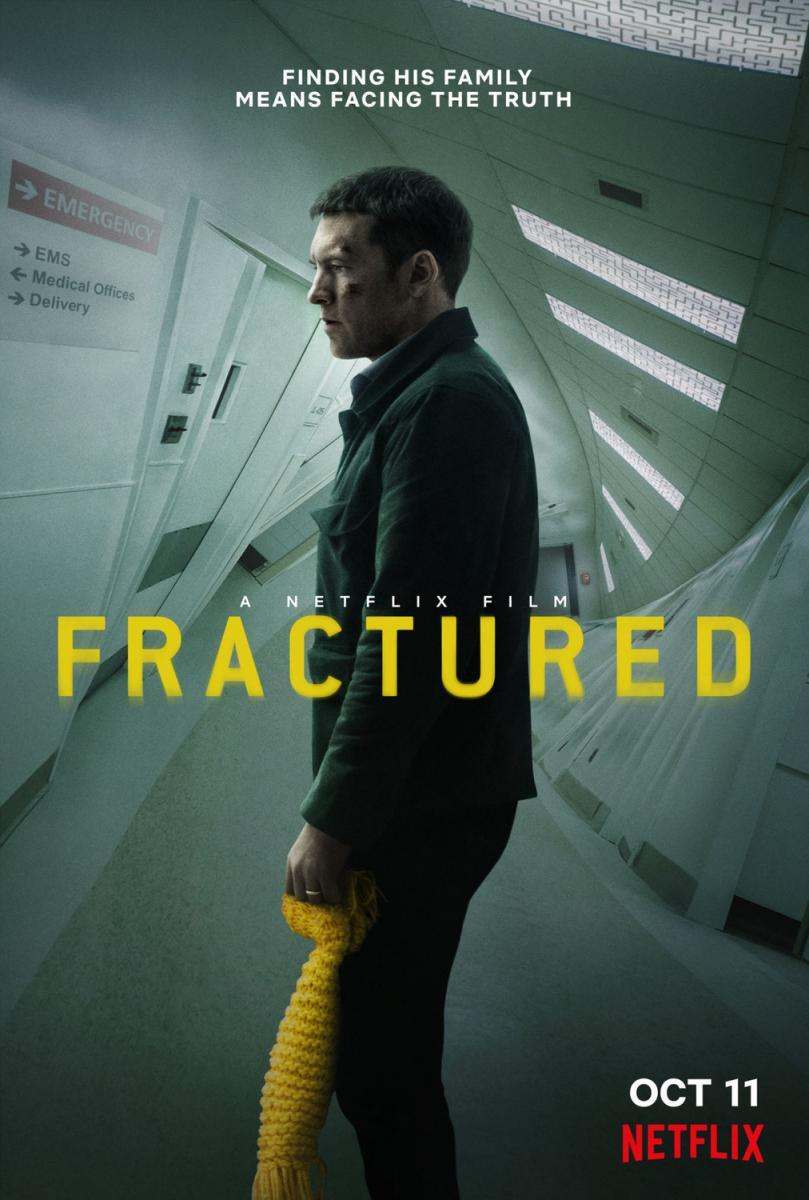 FINDING HIS FAMILY
MEANS FACING THE TRUTH
→ EMERGENCY
→ EMS
← Medical Offices
→ Delivery
A NETFLIX FILM
FRACTURED
OCT 11
NETFLIX